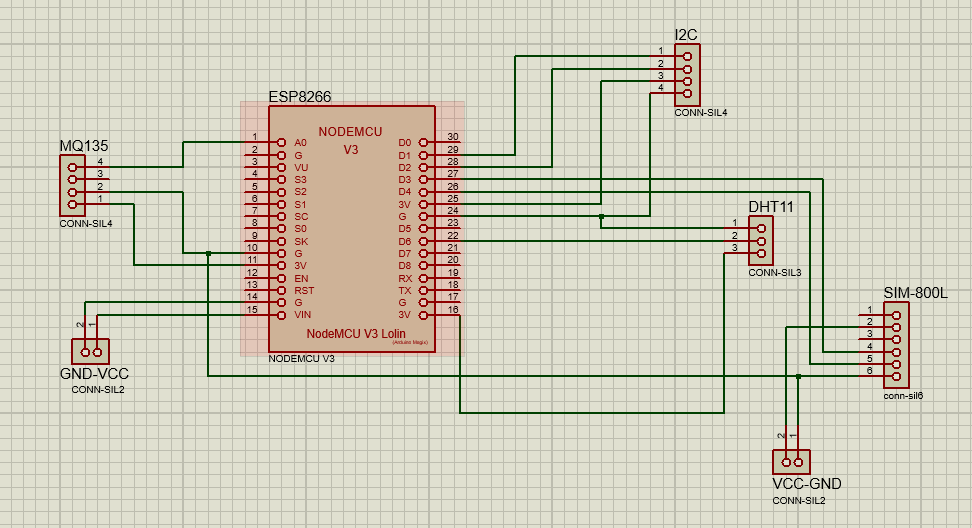 I2C
1
2
3
4
CONN-SIL4
ESP8266
NODEMCU
V3
1 A0 D0 30
2 G D1 29
3 VU D2 28
4 S3 D3 27
5 S2 D4 26
6 S1 3V 25
7 SC G 24
8 S0 D5 23
9 SK D6 22
10 G D7 21
11 3V D8 20
12 EN RX 19
13 RST TX 18
14 G G 17
15 VIN 3V 16
NodeMCU V3 Lolin
(Arduino Magix)
NODEMCU V3
MQ135
4
3
2
1
CONN-SIL4
DHT11
1
2
3
CONN-SIL3
SIM-800L
1
2
3
4
5
6
conn-sil6
2 1
GND-VCC
CONN-SIL2
2 1
VCC-GND
CONN-SIL2